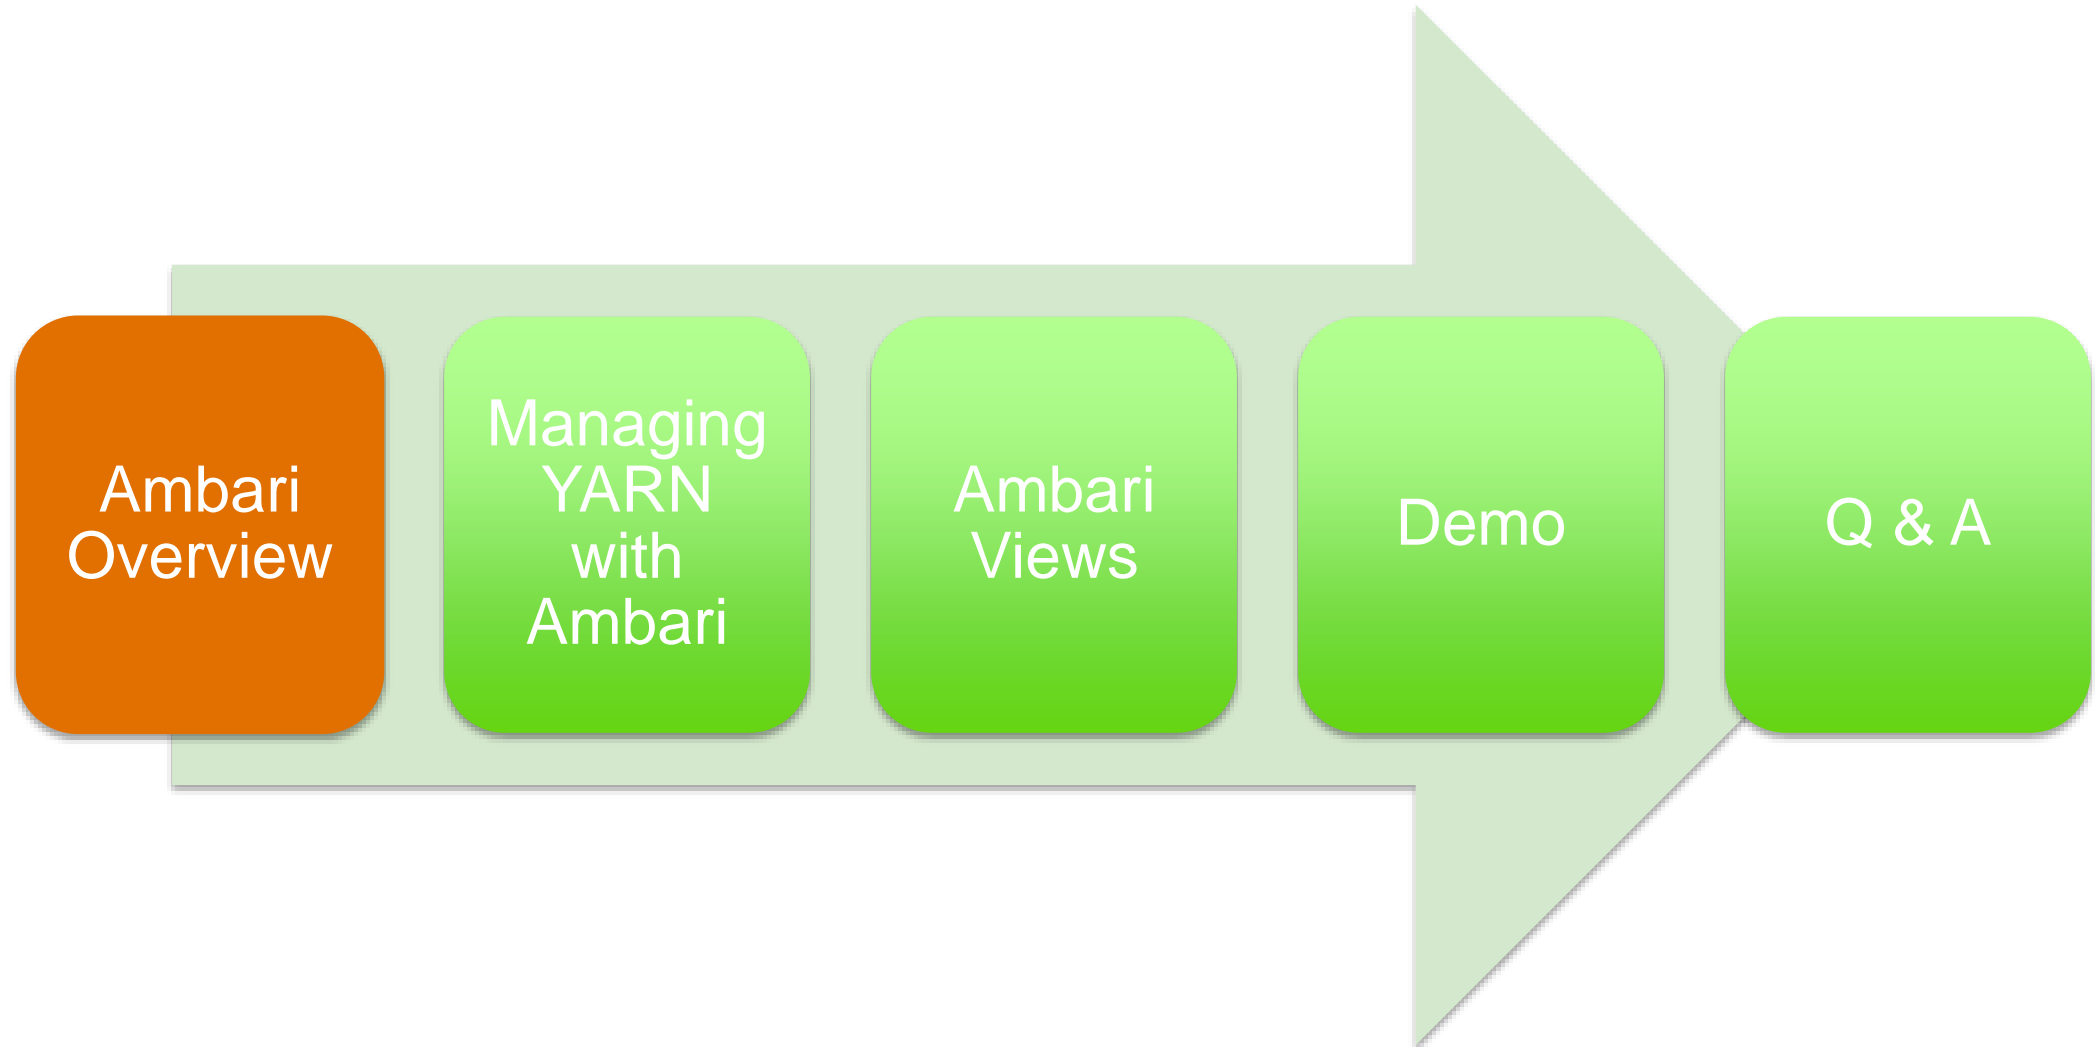 Ambari
Overview
Managing
YARN
with
Ambari
Ambari
Views
Demo
Q & A